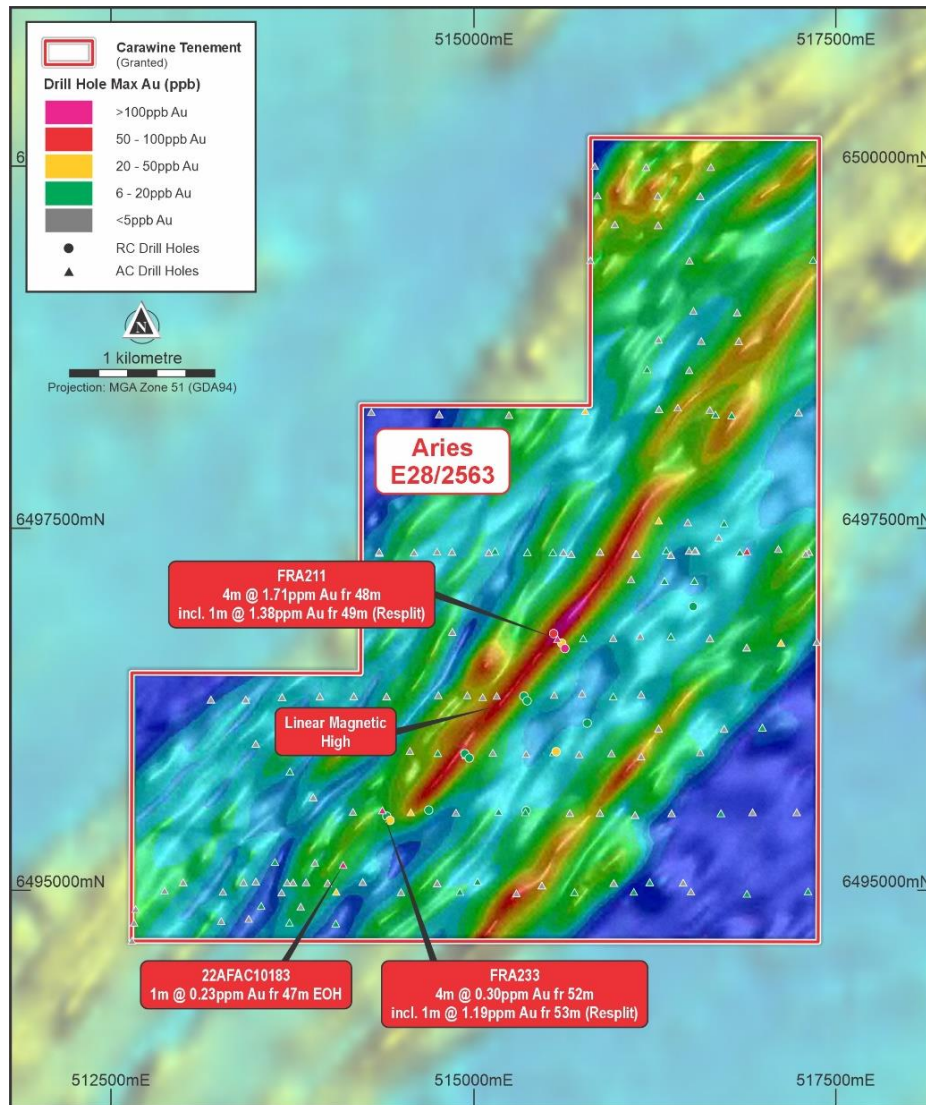 515000mE
517500mE
Carawine Tenement
(Granted)
Drill Hole Max Au (ppb)
>100ppb Au
50 - 100ppb Au
20 - 50ppb Au
6 - 20ppb Au
<5ppb Au
RC Drill Holes
AC Drill Holes
N
1 kilometre
Projection: MGA Zone 51 (GDA94)
6500000mN
Aries
E28/2563
6497500mN
6497500mN
FRA211
4m @ 1.71ppm Au fr 48m
incl. 1m @ 1.38ppm Au fr 49m (Resplit)
Linear Magnetic
High
6495000mN
6495000mN
22AFAC10183
1m @ 0.23ppm Au fr 47m EOH
FRA233
4m @ 0.30ppm Au fr 52m
incl. 1m @ 1.19ppm Au fr 53m (Resplit)
512500mE
515000mE
517500mE